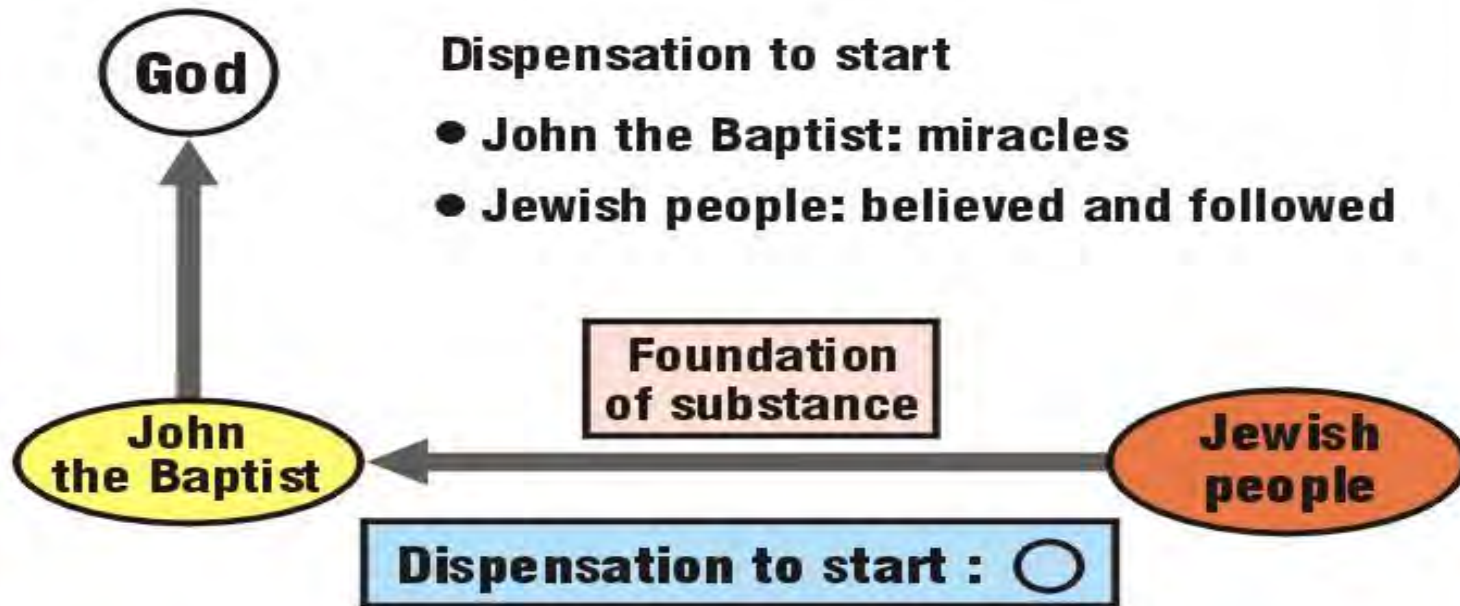 God
Dispensation to start
● John the Baptist: miracles
● Jewish people: believed and followed
Foundation
of substance
John
the Baptist
Jewish
people
Dispensation to start : ○